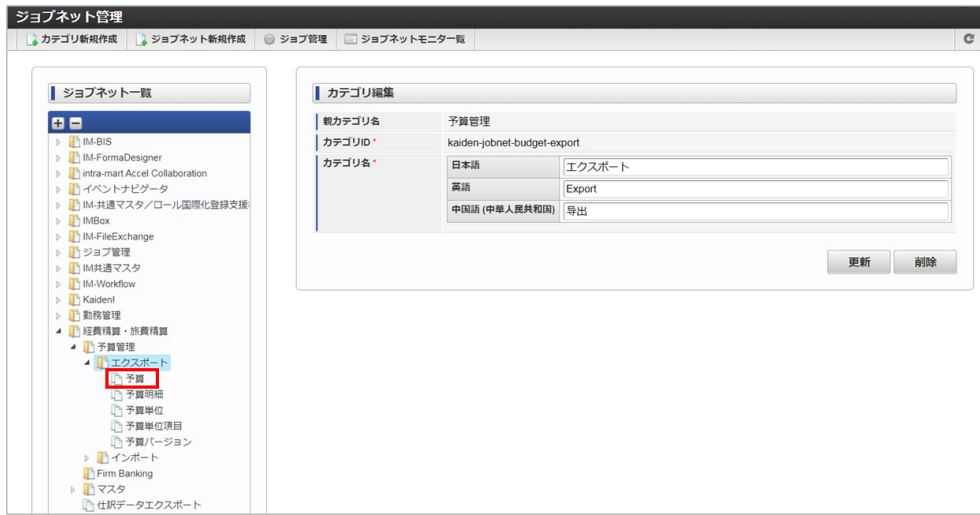 ジョブネット管理
カテゴリ新規作成 ジョブネット新規作成 ジョブ管理 ジョブネットモニター覧
ジョブネット一覧
IM-BIS
IM-FormaDesigner
intra-mart Accel Collaboration
イベントナビゲータ
IM-共通マスタ／ロール国際化登録支援
IMBox
IM-FileExchange
ジョブ管理
IM共通マスタ
IM-Workflow
Kaiden!
勤務管理
経費精算・旅費精算
予算管理
エクスポート
予算
予算明細
予算単位
予算単位項目
予算バージョン
インポート
Firm Banking
マスタ
仕訳データエクスポート
カテゴリ編集
親カテゴリ名 予算管理
カテゴリID * kaiden-jobnet-budget-export
カテゴリ名 * 日本語 エクスポート
英語 Export
中国語 (中華人民共和国) 导出
更新 削除